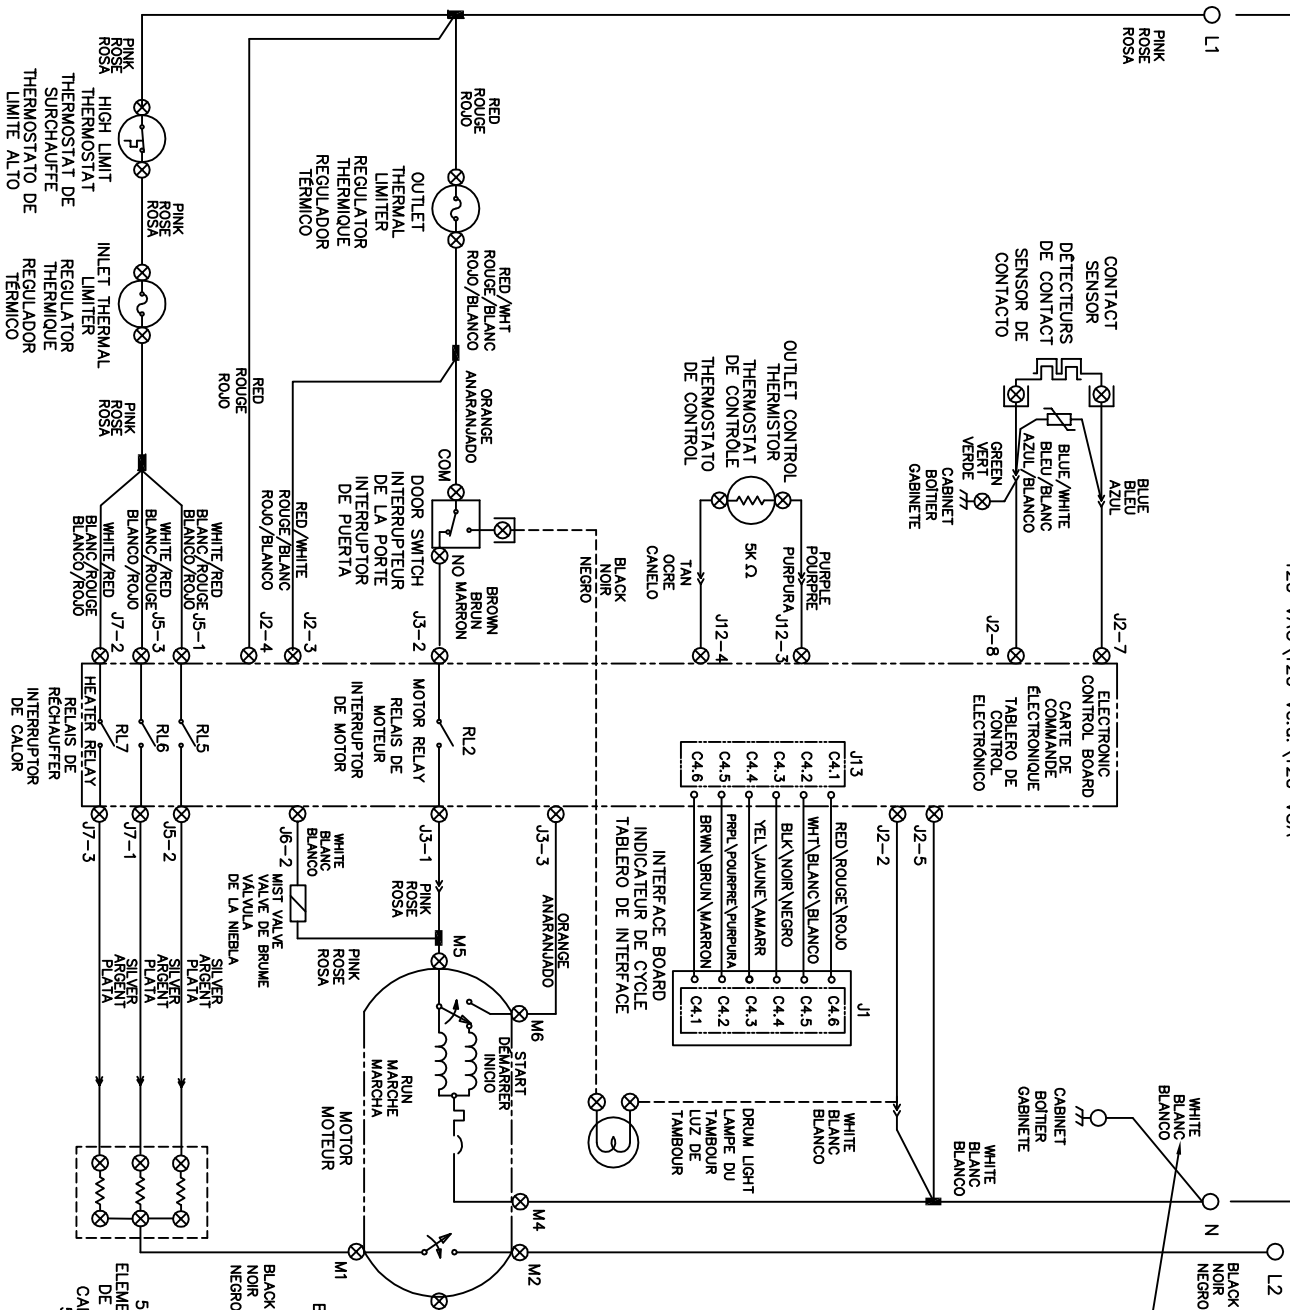 L1
PINK
ROSE
ROSA
CONTACT
SENSOR
DÉTECTEURS
DE CONTACT
SENSOR DE
CONTACTO
BLUE
BLEU
AZUL
BLUE/WHITE
BLEU/BLANC
AZUL/BLANCO
GREEN
VERT
VERDE
CABINET
BOÎTIER
GABINETE
J2-7
J2-8
OUTLET CONTROL
THERMISTOR
THERMOSTAT
DE CONTRÔLE
THERMOSTATO
DE CONTROL
5K Ω
PURPLE
POURPRE
PURPURA
TAN
OCRE
CANELO
J12-3
J12-4
RED
ROUGE
ROJO
OUTLET
THERMAL
LIMITER
REGULATOR
THERMIQUE
REGULADOR
TÉRMICO
RED/WHT
ROUGE/BLANC
ROJO/BLANCO
ORANGE
ANARANJADO
COM
DOOR SWITCH
INTERRUPTEUR
DE LA PORTE
INTERRUPTOR
DE PUERTA
NO
BROWN
BRUN
MARRON
BLACK
NOIR
NEGRO
J3-2
RED/WHITE
ROUGE/BLANC
ROJO/BLANCO
J2-3
RED
ROUGE
ROJO
J2-4
PINK
ROSE
ROSA
HIGH LIMIT
THERMOSTAT
THERMOSTAT DE
SURCHAUFFE
THERMOSTATO DE
LIMITE ALTO
PINK
ROSE
ROSA
INLET THERMAL
LIMITER
REGULATOR
THERMIQUE
REGULADOR
TÉRMICO
PINK
ROSE
ROSA
WHITE/RED
BLANC/ROUGE
BLANCO/ROJO
J5-1
WHITE/RED
BLANC/ROUGE
BLANCO/ROJO
J5-3
WHITE/RED
BLANC/ROUGE
BLANCO/ROJO
J7-2
ELECTRONIC
CONTROL BOARD
CARTE DE
COMMANDE
ÉLECTRONIQUE
TABLERO DE
CONTROL
ELECTRÓNICO
J13
C4.1
C4.2
C4.3
C4.4
C4.5
C4.6
RL2
MOTOR RELAY
RELAIS DE
MOTEUR
INTERRUPTOR
DE MOTOR
RL5
RL6
RL7
HEATER RELAY
RELAIS DE
RÉCHAUFFER
INTERRUPTOR
DE CALOR
J2-5
J2-2
RED\ROUGE\ROJO
WHT\BLANC\BLANCO
BLK\NOIR\NEGRO
YEL\JAUNE\AMARR
PRPL\POURPRE\PURPURA
BRWN\BRUN\MARRON
INTERFACE BOARD
INDICATEUR DE CYCLE
TABLERO DE INTERFACE
J1
C4.6
C4.5
C4.4
C4.3
C4.2
C4.1
J3-3
ORANGE
ANARANJADO
J3-1
PINK
ROSE
ROSA
J6-2
WHITE
BLANC
BLANCO
MIST VALVE
VALVE DE BRUME
VÁLVULA
DE LA NIEBLA
PINK
ROSE
ROSA
J5-2
J7-1
J7-3
SILVER
ARGENT
PLATA
SILVER
ARGENT
PLATA
SILVER
ARGENT
PLATA
M5
M6
START
DÉMARRER
INICIO
RUN
MARCHE
MARCHA
MOTOR
MOTEUR
M4
M2
M1
DRUM LIGHT
LAMPE DU
TAMBOUR
LUZ DE
TAMBOUR
WHITE
BLANC
BLANCO
WHITE
BLANC
BLANCO
CABINET
BOÎTIER
GABINETE
WHITE
BLANC
BLANCO
N
L2
BLACK
NOIR
NEGRO
BLACK
NOIR
NEGRO